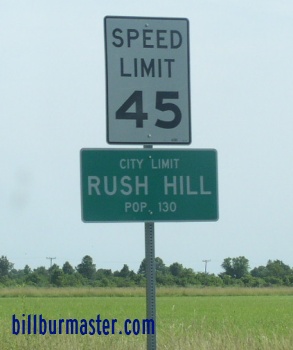 SPEED
LIMIT
45
CITY LIMIT
RUSH HILL
POP. 130
billburmaster.com